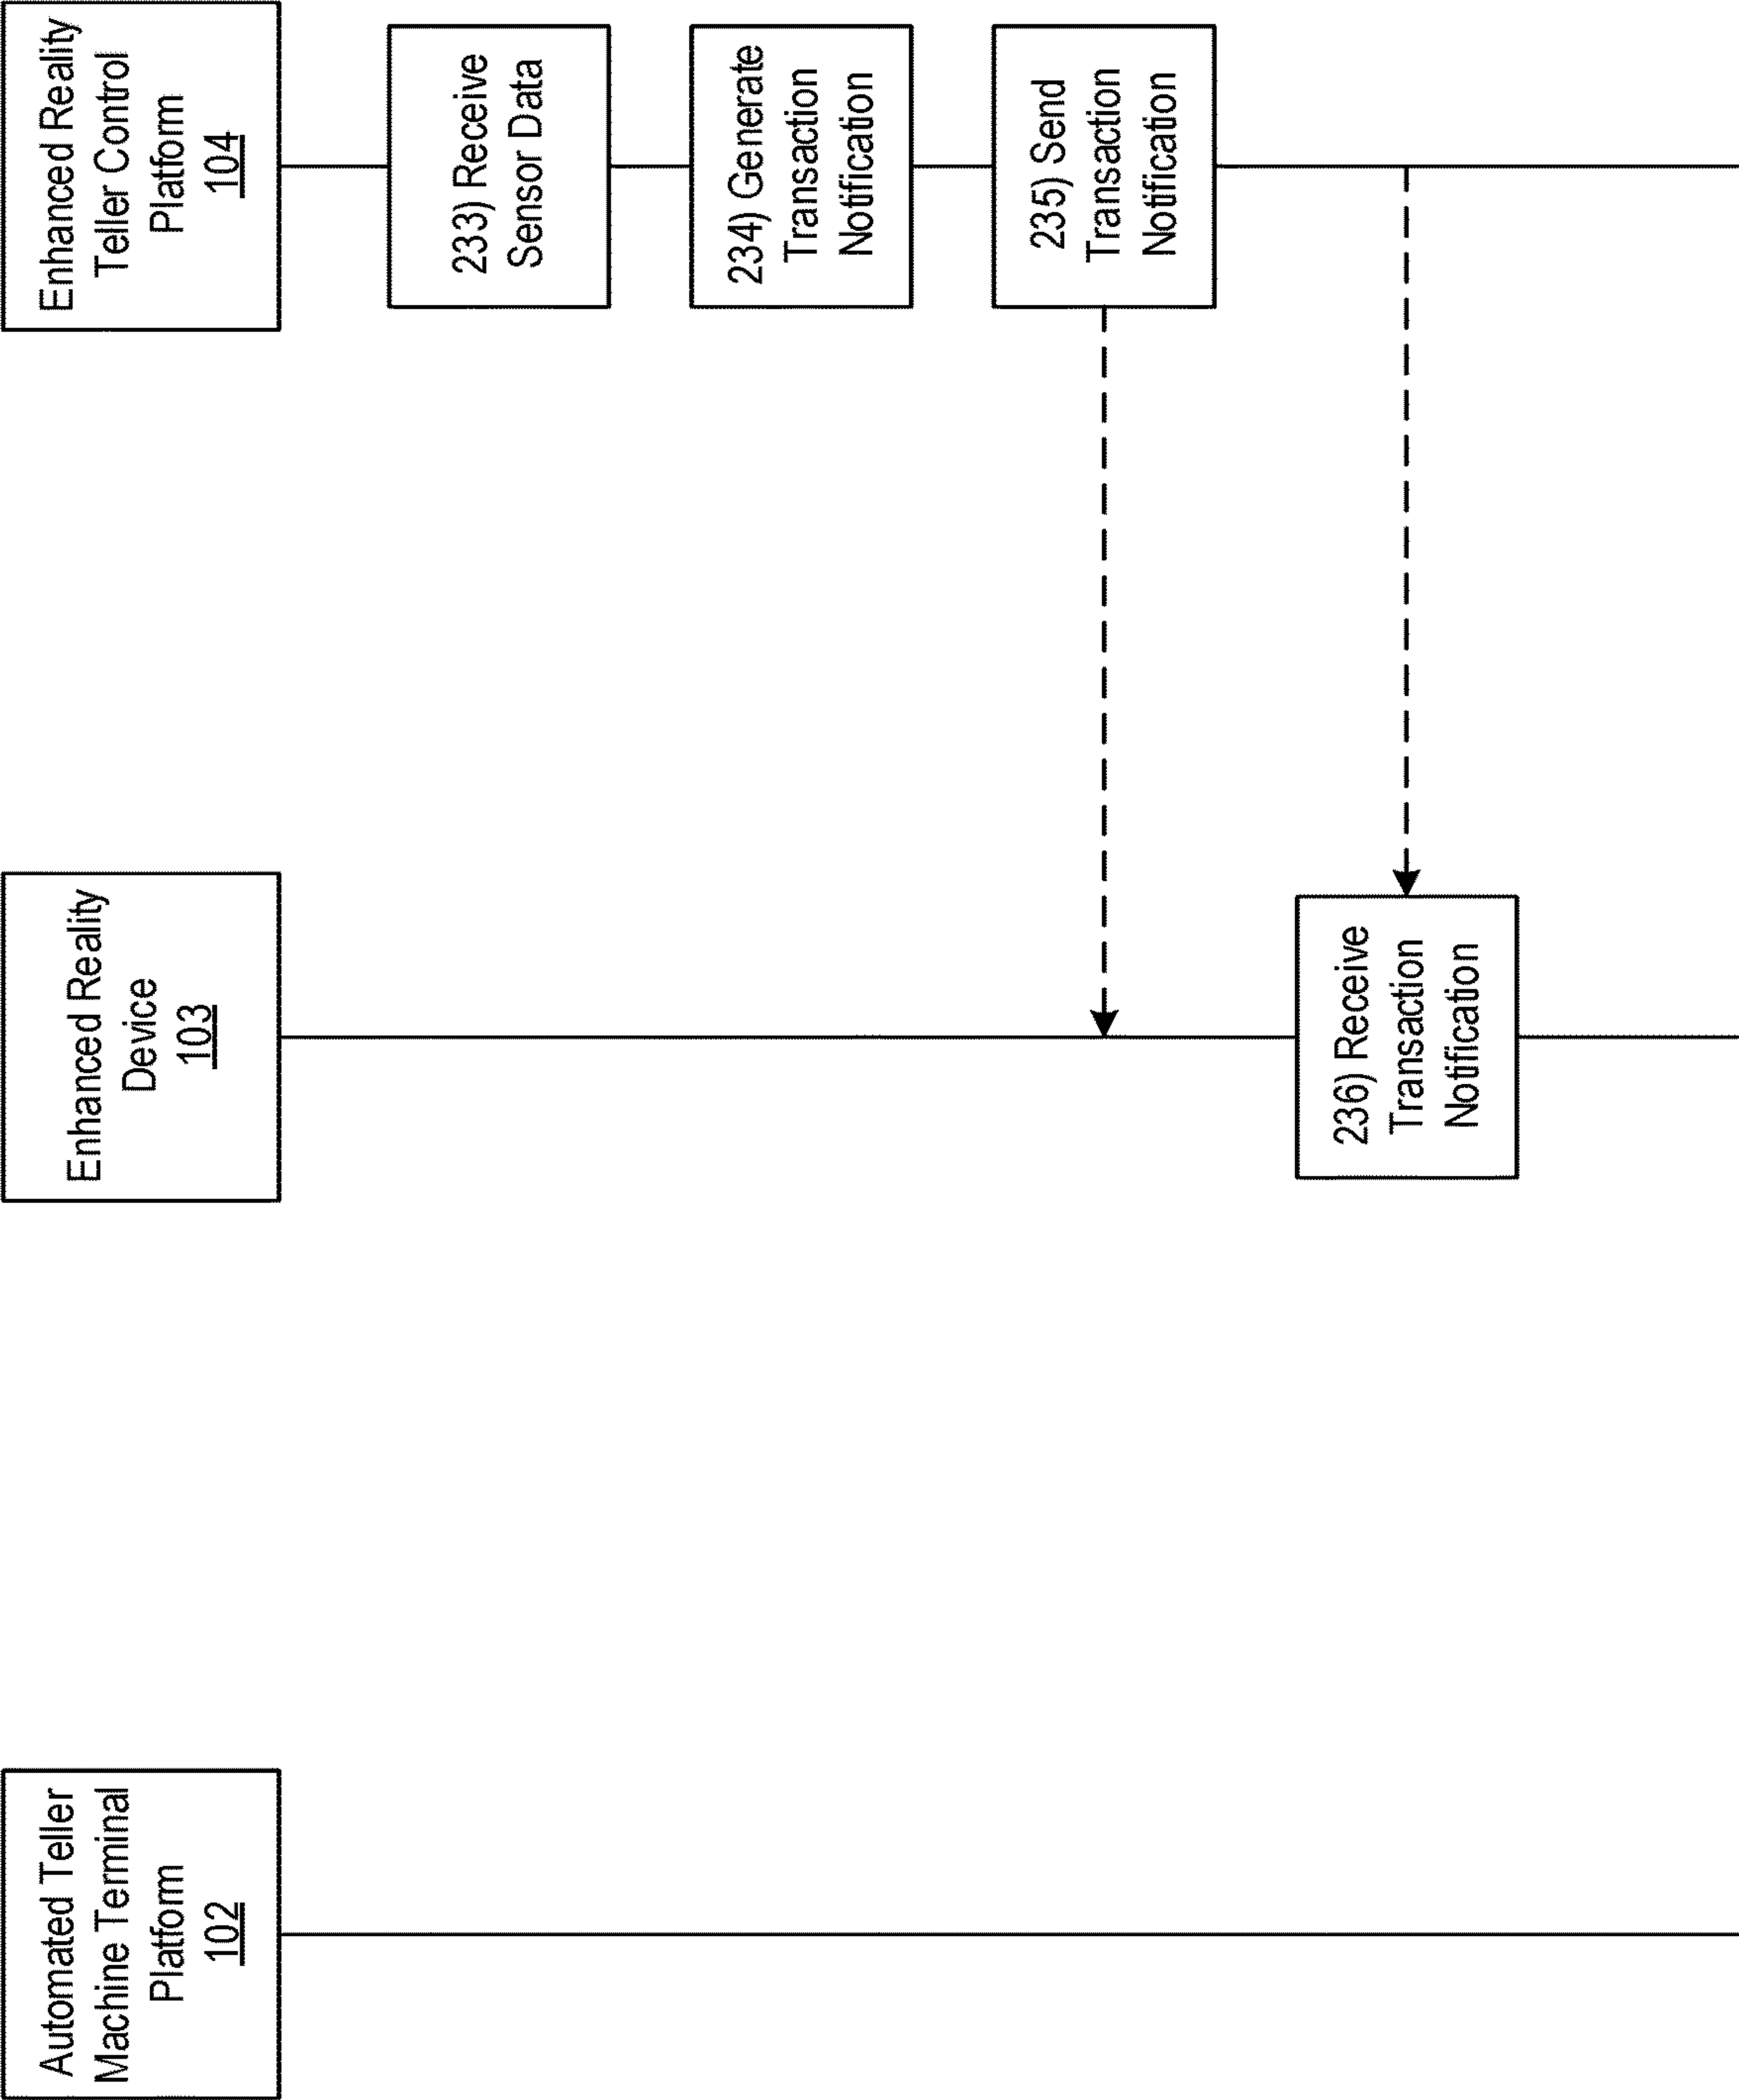 Automated Teller
Machine Terminal
Platform
102
Enhanced Reality
Device
103
Enhanced Reality
Teller Control
Platform
104
233) Receive
Sensor Data
234) Generate
Transaction
Notification
235) Send
Transaction
Notification
236) Receive
Transaction
Notification